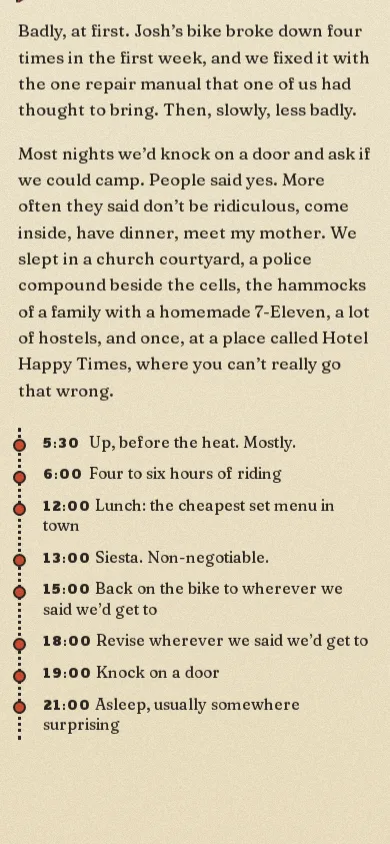 Badly, at first. Josh’s bike broke down four
times in the first week, and we fixed it with
the one repair manual that one of us had
thought to bring. Then, slowly, less badly.
Most nights we’d knock on a door and ask if
we could camp. People said yes. More
often they said don’t be ridiculous, come
inside, have dinner, meet my mother. We
slept in a church courtyard, a police
compound beside the cells, the hammocks
of a family with a homemade 7-Eleven, a lot
of hostels, and once, at a place called Hotel
Happy Times, where you can’t really go
that wrong.
5:30 Up, before the heat. Mostly.
6:00 Four to six hours of riding
12:00 Lunch: the cheapest set menu in
town
13:00 Siesta. Non-negotiable.
15:00 Back on the bike to wherever we
said we’d get to
18:00 Revise wherever we said we’d get to
19:00 Knock on a door
21:00 Asleep, usually somewhere
surprising